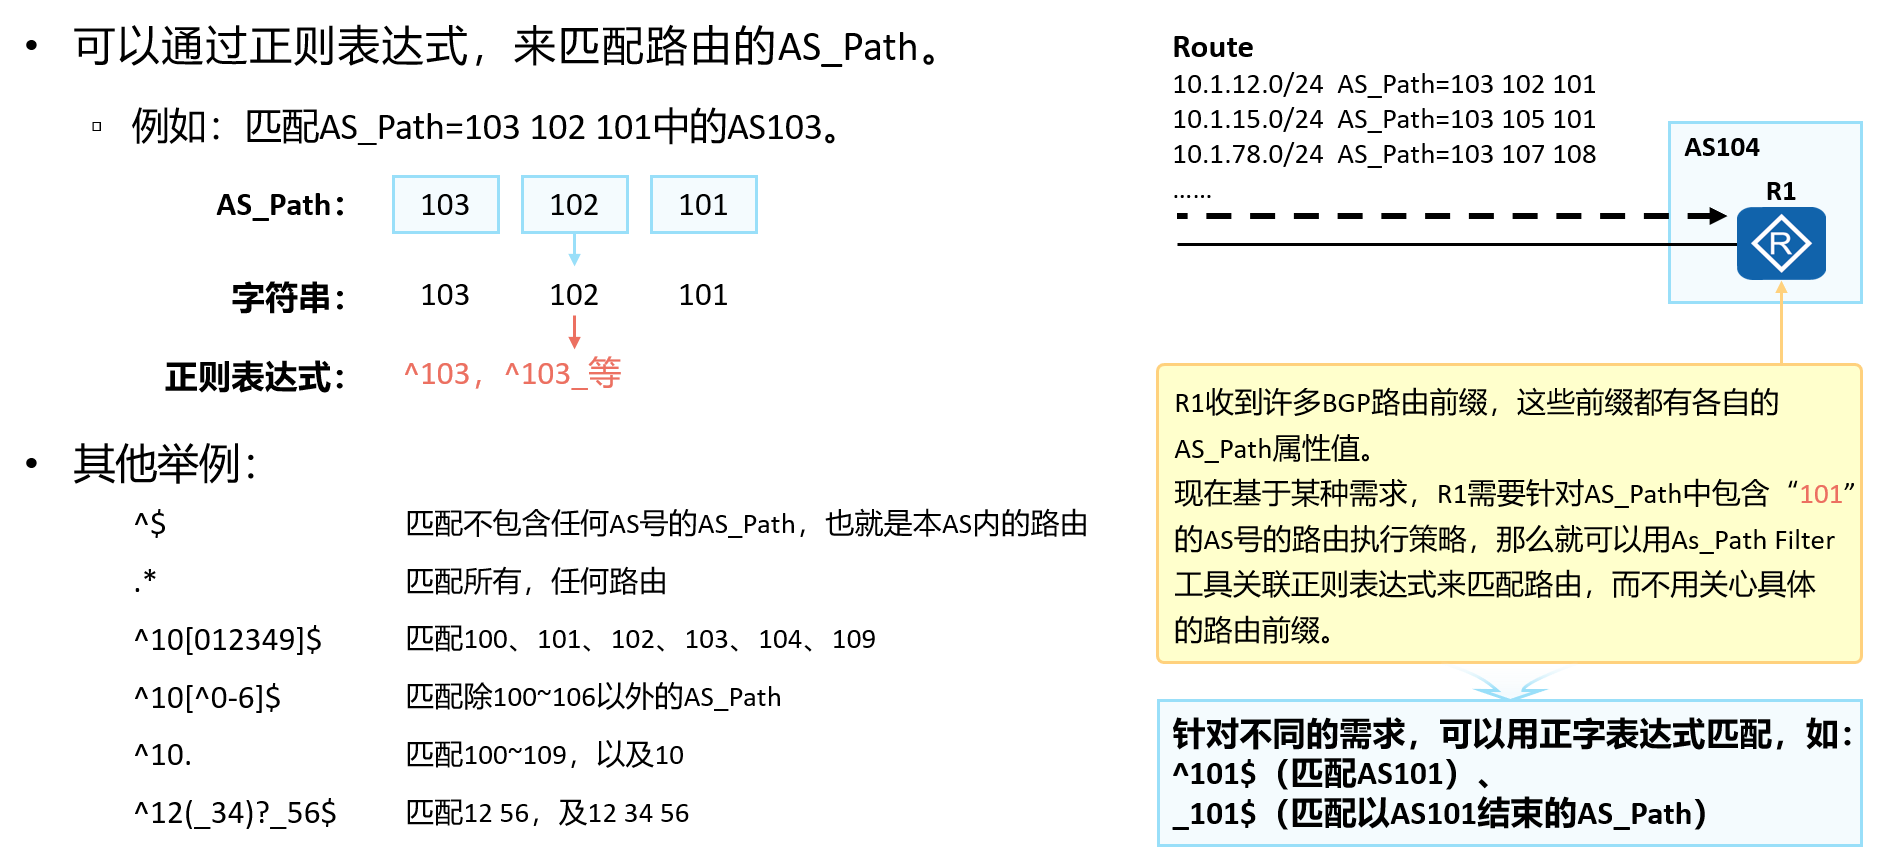 • 可以通过正则表达式，来匹配路由的AS_Path。
▫ 例如：匹配AS_Path=103 102 101中的AS103。
AS_Path： 103 102 101
字符串： 103 102 101
正则表达式： ^103，^103_等
• 其他举例：
^$ 匹配不包含任何AS号的AS_Path，也就是本AS内的路由
.* 匹配所有，任何路由
^10[012349]$ 匹配100、101、102、103、104、109
^10[^0-6]$ 匹配除100~106以外的AS_Path
^10. 匹配100~109，以及10
^12(_34)?_56$ 匹配12 56，及12 34 56
Route
10.1.12.0/24 AS_Path=103 102 101
10.1.15.0/24 AS_Path=103 105 101
10.1.78.0/24 AS_Path=103 107 108
......
AS104
R1
R
R1收到许多BGP路由前缀，这些前缀都有各自的
AS_Path属性值。
现在基于某种需求，R1需要针对AS_Path中包含“101”
的AS号的路由执行策略，那么就可以用As_Path Filter
工具关联正则表达式来匹配路由，而不用关心具体
的路由前缀。
针对不同的需求，可以用正字表达式匹配，如：
^101$（匹配AS101）、
_101$（匹配以AS101结束的AS_Path）